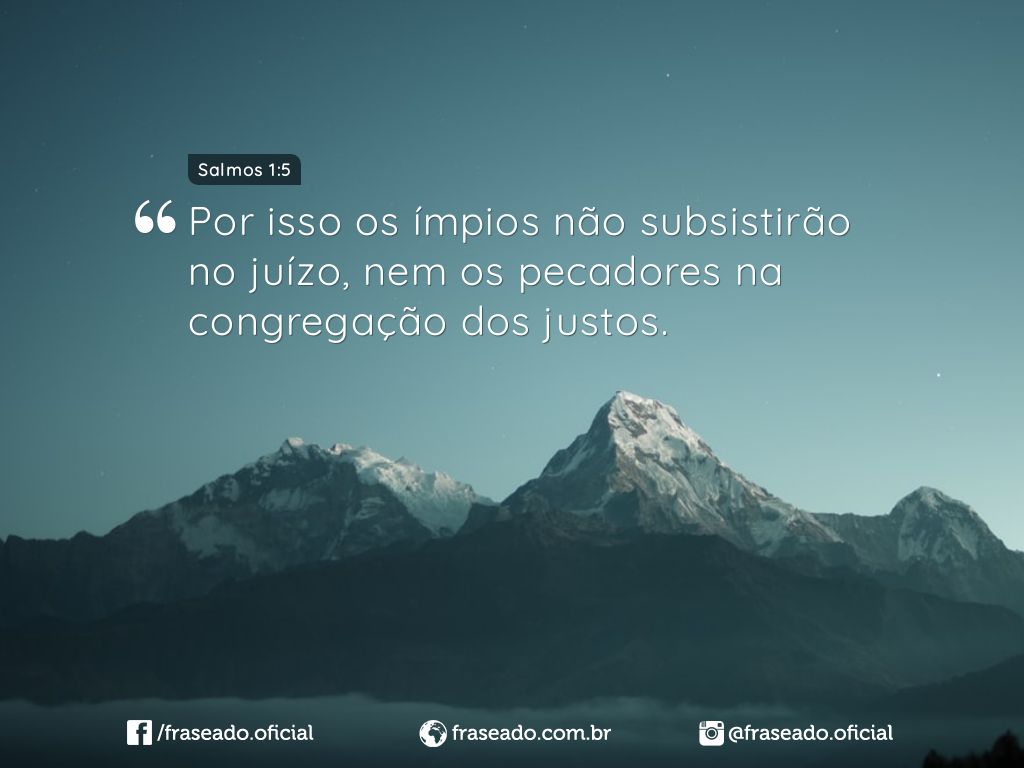 Salmos 1:5
“Por isso os ímpios não subsistirão
no juízo, nem os pecadores na
congregação dos justos.
/fraseado.oficial
fraseado.com.br
@fraseado.oficial